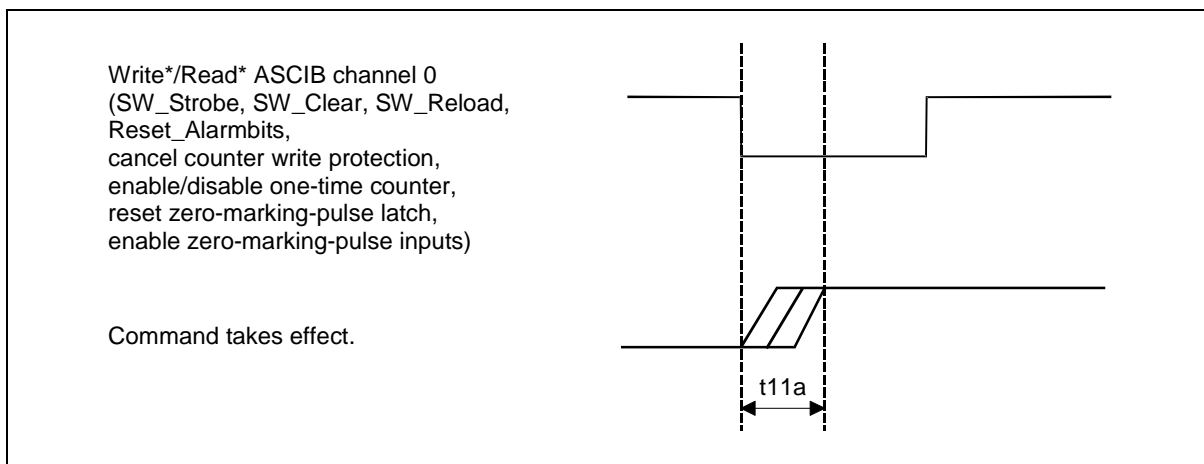 Write*/Read* ASCIB channel 0
(SW_Strobe, SW_Clear, SW_Reload,
Reset_Alarmbits,
cancel counter write protection,
enable/disable one-time counter,
reset zero-marking-pulse latch,
enable zero-marking-pulse inputs)
Command takes effect.
t11a